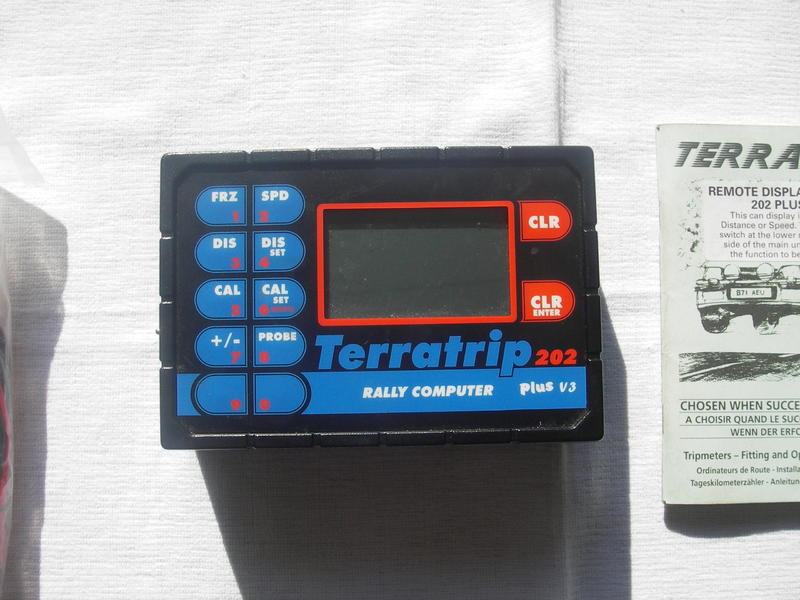 FRZ SPD
1 2
DIS DIS SET
3 4
CAL CAL SET
5 6
+/- PROBE
7 8
9 0
CLR
CLR
ENTER
Terratrip 202
RALLY COMPUTER plus V3
TERRA
REMOTE DISPLA
202 PLUS
This can display
Distance or Speed.
switch at the lower
side of the main un
the function to be
B71 AEU
CHOSEN WHEN SUCCE
A CHOISIR QUAND LE SUC
WENN DER ERFO
Tripmeters – Fitting and Op
Ordinateurs de Route - Installa
Tageskilometerzähler - Anleitun